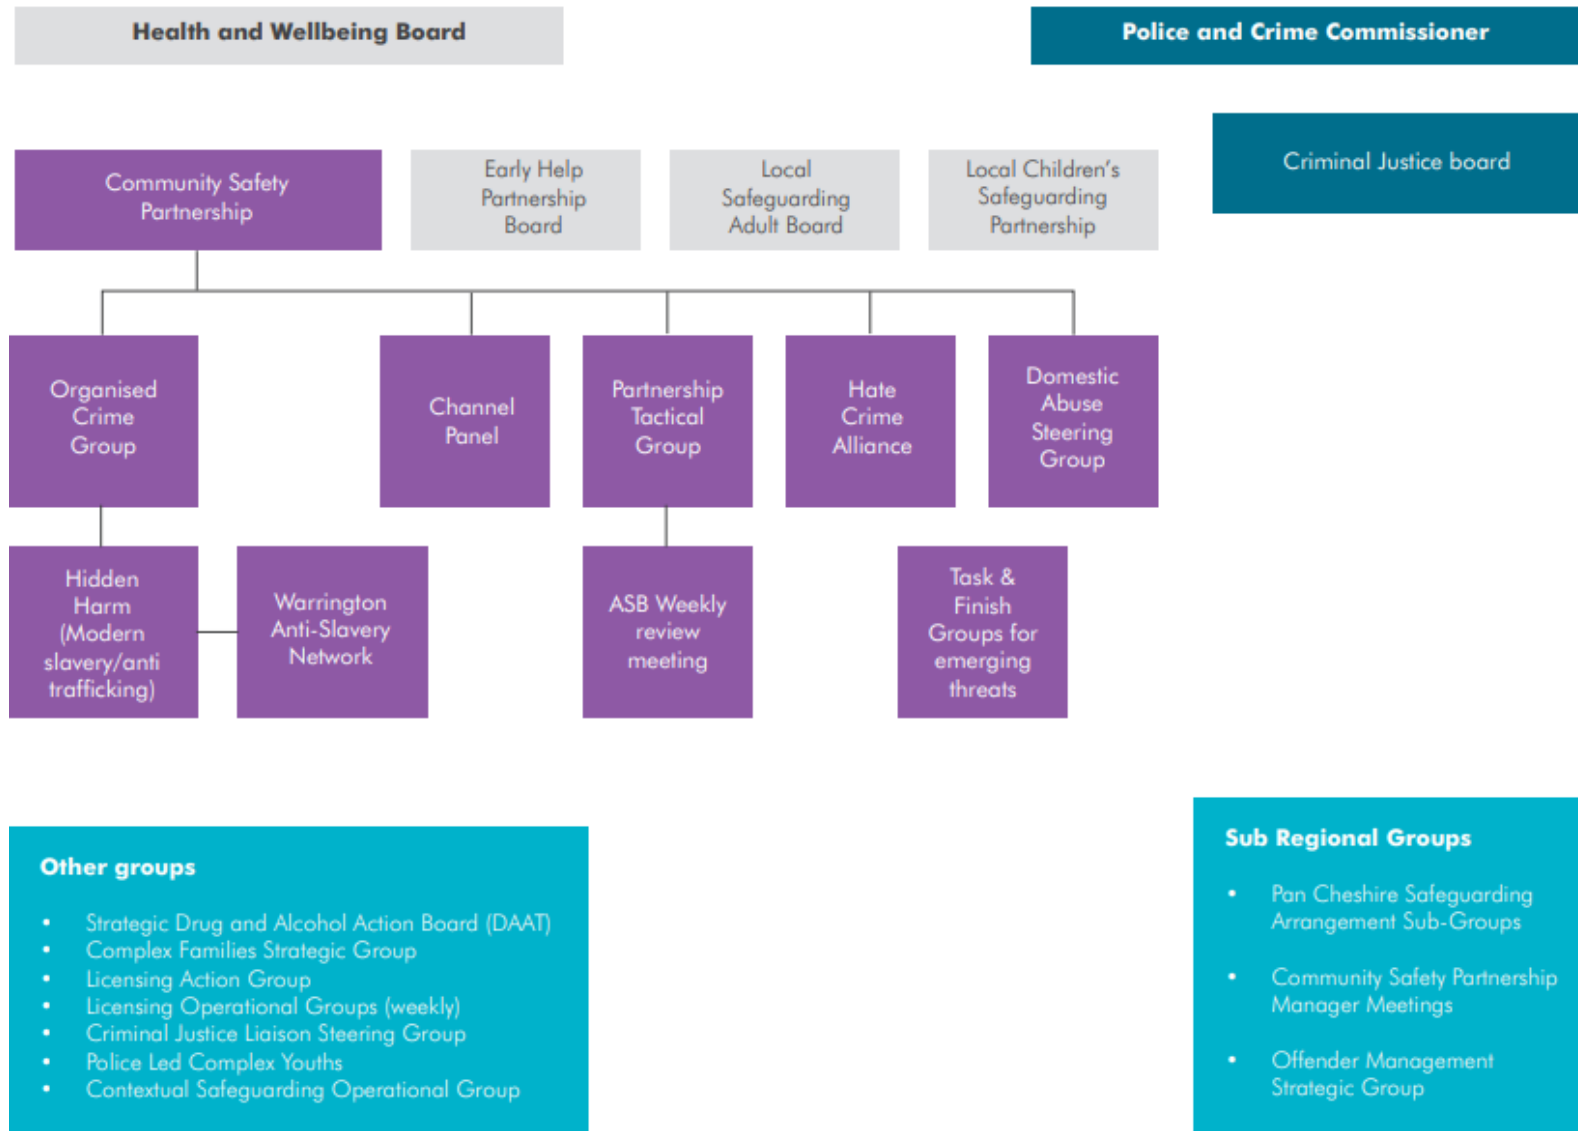 Health and Wellbeing Board
Police and Crime Commissioner
Criminal Justice board
Community Safety
Partnership
Early Help
Partnership
Board
Local
Safeguarding
Adult Board
Local Children's
Safeguarding
Partnership
Organised
Crime
Group
Channel
Panel
Partnership
Tactical
Group
Hate
Crime
Alliance
Domestic
Abuse
Steering
Group
Hidden
Harm
(Modern
slavery/anti
trafficking)
Warrington
Anti-Slavery
Network
ASB Weekly
review
meeting
Task &
Finish
Groups for
emerging
threats
Other groups
• Strategic Drug and Alcohol Action Board (DAAT)
• Complex Families Strategic Group
• Licensing Action Group
• Licensing Operational Groups (weekly)
• Criminal Justice Liaison Steering Group
• Police Led Complex Youths
• Contextual Safeguarding Operational Group
Sub Regional Groups
• Pan Cheshire Safeguarding
Arrangement Sub-Groups
• Community Safety Partnership
Manager Meetings
• Offender Management
Strategic Group